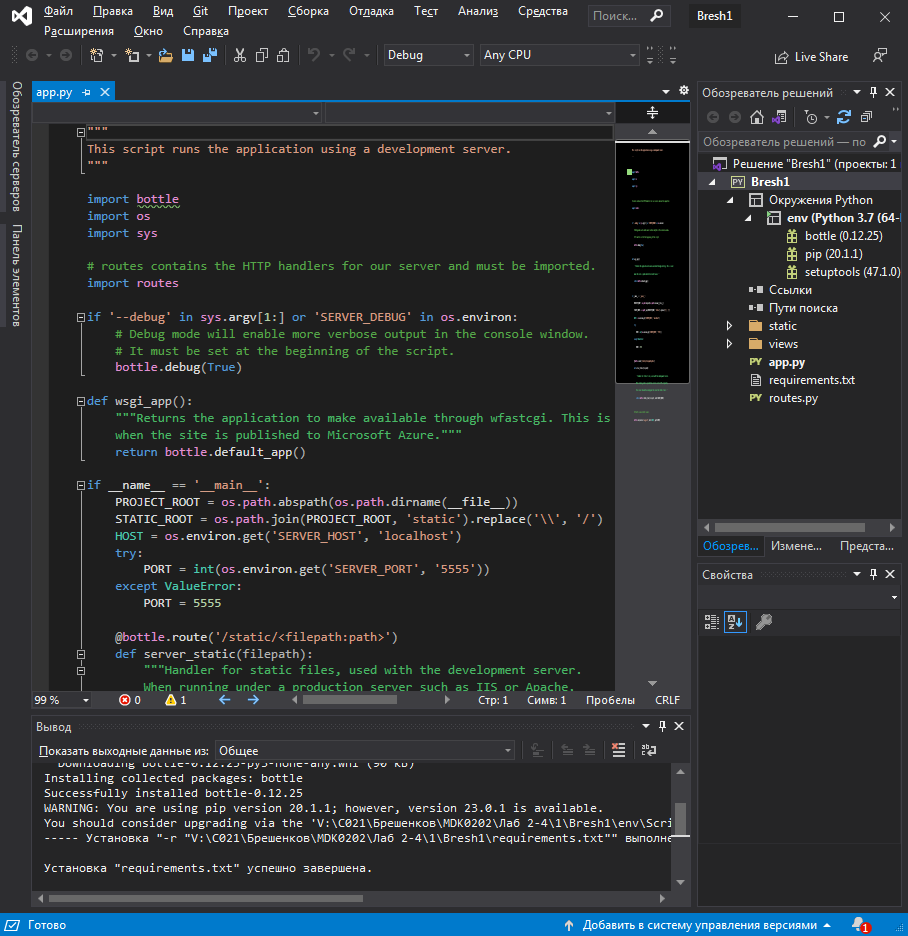 Файл Правка Вид Git Проект Сборка Отладка Тест Анализ Средства Поиск... Bresh1
Расширения Окно Справка
Debug Any CPU Live Share
Обозреватель серверов
Панель элементов
app.py
"""
This script runs the application using a development server.
"""
import bottle
import os
import sys
# routes contains the HTTP handlers for our server and must be imported.
import routes
if '--debug' in sys.argv[1:] or 'SERVER_DEBUG' in os.environ:
# Debug mode will enable more verbose output in the console window.
# It must be set at the beginning of the script.
bottle.debug(True)
def wsgi_app():
"""Returns the application to make available through wfastcgi. This is
when the site is published to Microsoft Azure."""
return bottle.default_app()
if __name__ == '__main__':
PROJECT_ROOT = os.path.abspath(os.path.dirname(__file__))
STATIC_ROOT = os.path.join(PROJECT_ROOT, 'static').replace('\\', '/')
HOST = os.environ.get('SERVER_HOST', 'localhost')
try:
PORT = int(os.environ.get('SERVER_PORT', '5555'))
except ValueError:
PORT = 5555
@bottle.route('/static/<filepath:path>')
def server_static(filepath):
"""Handler for static files, used with the development server.
When running under a production server such as IIS or Apache,
99 % 0 1 Стр: 1 Симв: 1 Пробелы CRLF
Обозреватель решений
Обозреватель решений — по
Решение "Bresh1" (проекты: 1
PY Bresh1
Окружения Python
env (Python 3.7 (64-
bottle (0.12.25)
pip (20.1.1)
setuptools (47.1.0)
Ссылки
Пути поиска
static
views
PY app.py
requirements.txt
PY routes.py
Обозрев... Измене... Предста...
Свойства
Вывод
Показать выходные данные из: Общее
Downloading bottle-0.12.25-py3-none-any.whl (90 kB)
Installing collected packages: bottle
Successfully installed bottle-0.12.25
WARNING: You are using pip version 20.1.1; however, version 23.0.1 is available.
You should consider upgrading via the 'V:\C021\Брешенков\MDK0202\Лаб 2-4\1\Bresh1\env\Scri
----- Установка "-r "V:\C021\Брешенков\MDK0202\Лаб 2-4\1\Bresh1\requirements.txt"" выполне
Установка "requirements.txt" успешно завершена.
Готово Добавить в систему управления версиями 1